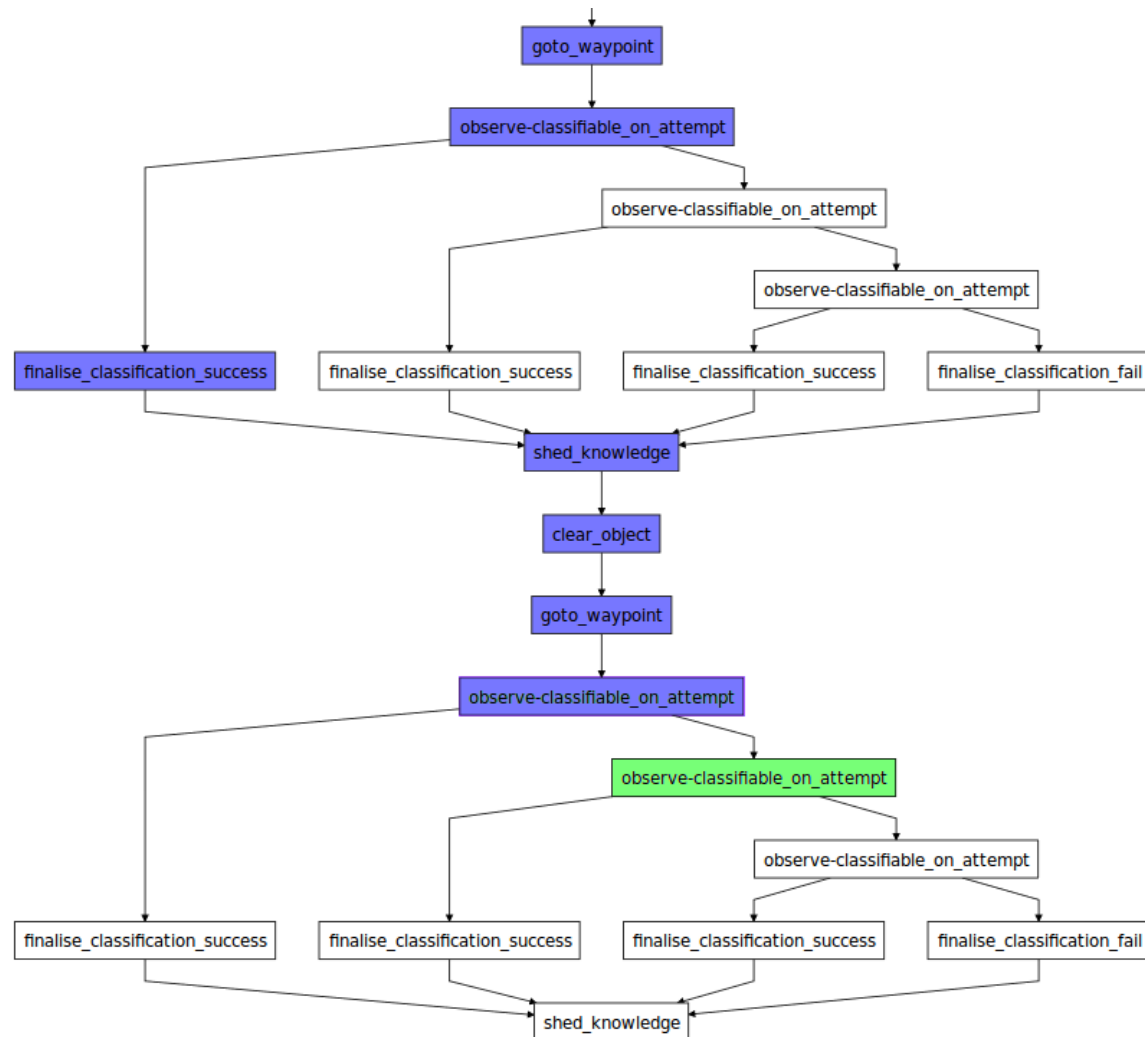 goto_waypoint
observe-classifiable_on_attempt
observe-classifiable_on_attempt
observe-classifiable_on_attempt
finalise_classification_success
finalise_classification_success
finalise_classification_success
finalise_classification_fail
shed_knowledge
clear_object
goto_waypoint
observe-classifiable_on_attempt
observe-classifiable_on_attempt
observe-classifiable_on_attempt
finalise_classification_success
finalise_classification_success
finalise_classification_success
finalise_classification_fail
shed_knowledge